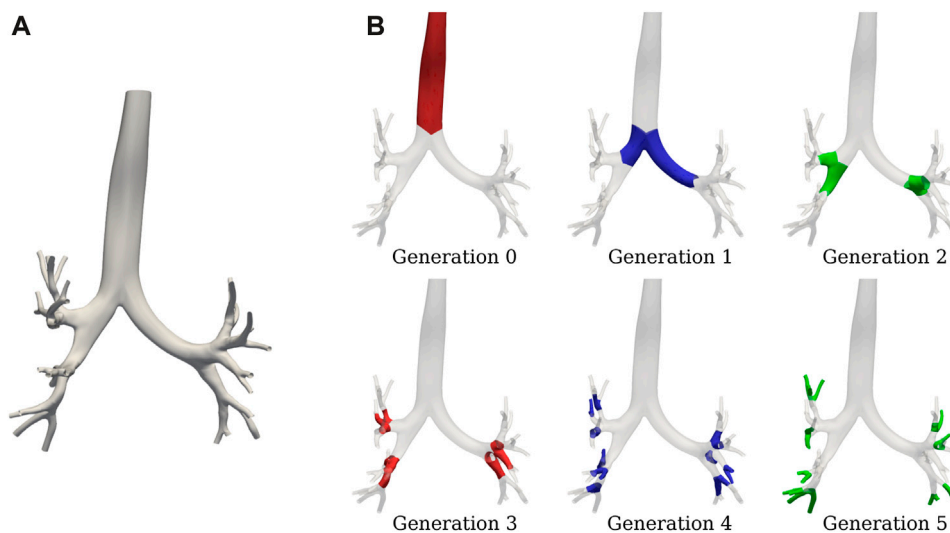 A
B
Generation 0
Generation 1
Generation 2
Generation 3
Generation 4
Generation 5